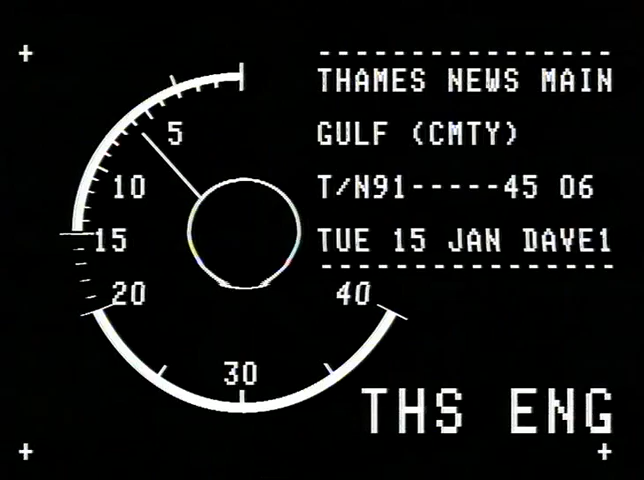 THAMES NEWS MAIN
GULF (CMTY)
T/N91-----45 06
TUE 15 JAN DAVE1
5
10
15
20
30
40
THS ENG